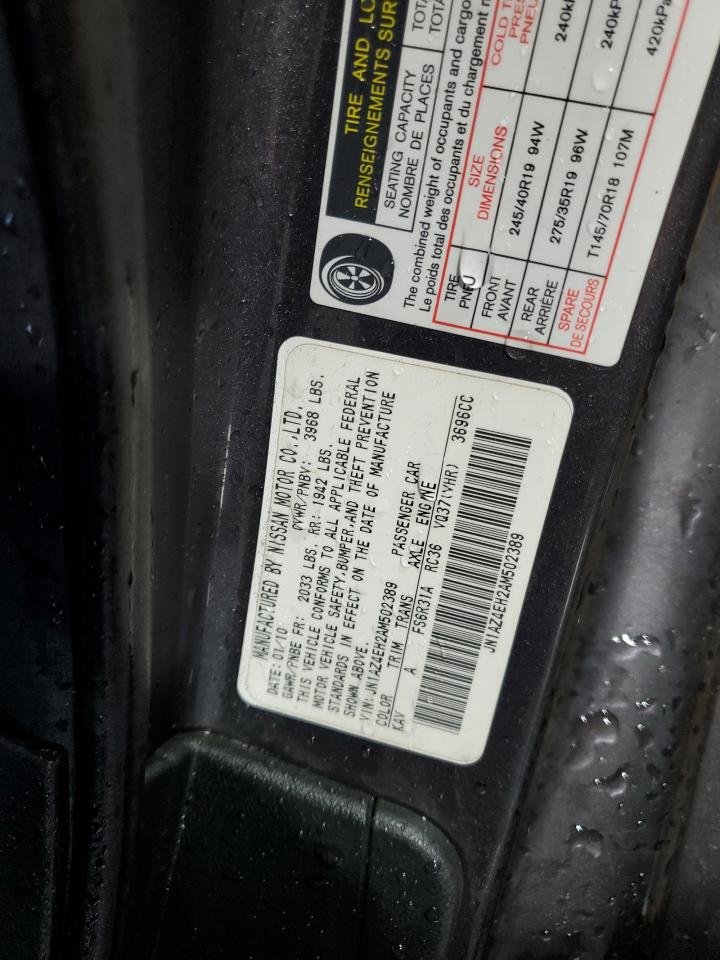 TIRE AND LO
RENSEIGNEMENTS SUR
SEATING CAPACITY
NOMBRE DE PLACES
TOTA
TOTA
The combined weight of occupants and cargo
Le poids total des occupants et du chargement
TIRE
PNEU
SIZE
DIMENSIONS
COLD T
PRES
PNEU
FRONT
AVANT
245/40R19 94W
240k
REAR
ARRIÈRE
275/35R19 96W
240kP
SPARE
DE SECOURS
T145/70R18 107M
420kPa
MANUFACTURED BY NISSAN MOTOR CO.,LTD.
DATE: 01/10 GVWR/PNBV: 3968 LBS.
GAWR/PNBE FR: 2033 LBS. RR: 1942 LBS.
THIS VEHICLE CONFORMS TO ALL APPLICABLE FEDERAL
MOTOR VEHICLE SAFETY,BUMPER,AND THEFT PREVENTION
STANDARDS IN EFFECT ON THE DATE OF MANUFACTURE
SHOWN ABOVE.
VIN:JN1AZ4EH2AM502389 PASSENGER CAR
COLOR TRIM TRANS AXLE ENGINE
KAV A FS6R31A RC36 VQ37(VHR) 3696CC
JN1AZ4EH2AM502389